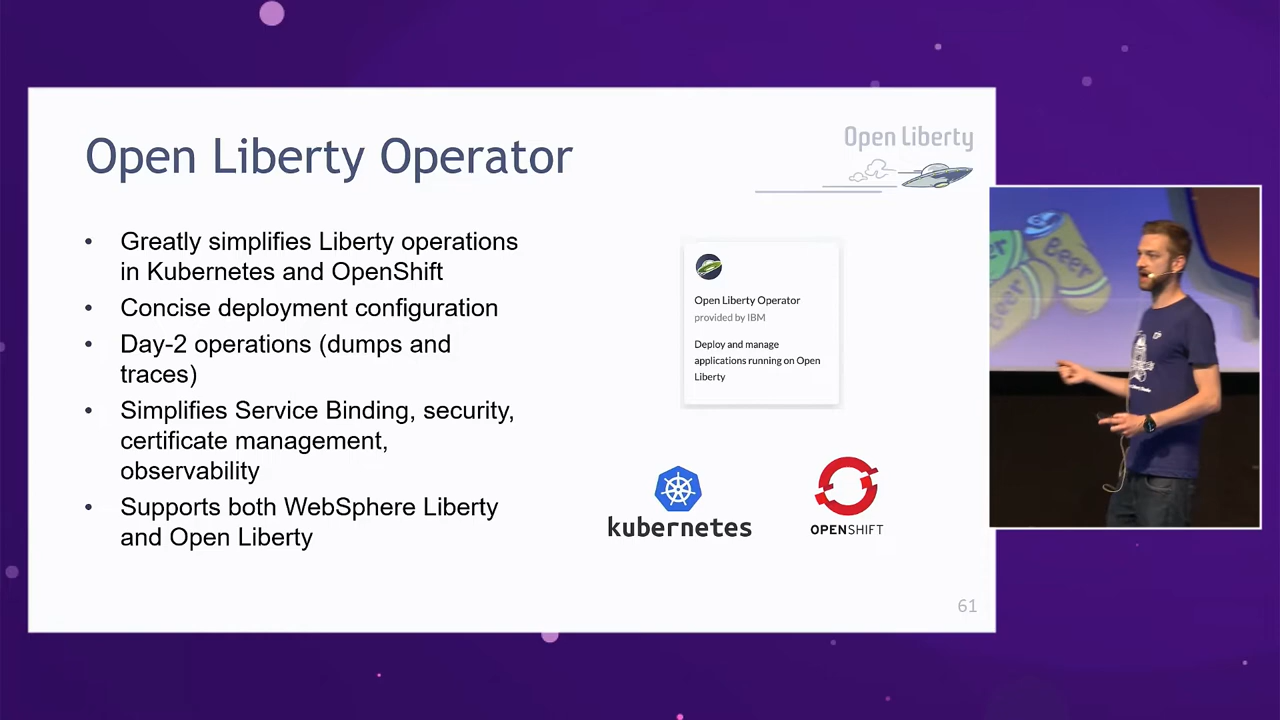 Open Liberty Operator
Open Liberty
• Greatly simplifies Liberty operations
in Kubernetes and OpenShift
• Concise deployment configuration
• Day-2 operations (dumps and
traces)
• Simplifies Service Binding, security,
certificate management,
observability
• Supports both WebSphere Liberty
and Open Liberty
Open Liberty Operator
provided by IBM
Deploy and manage
applications running on Open
Liberty
kubernetes
OPENSHIFT
61
Beer
Beer